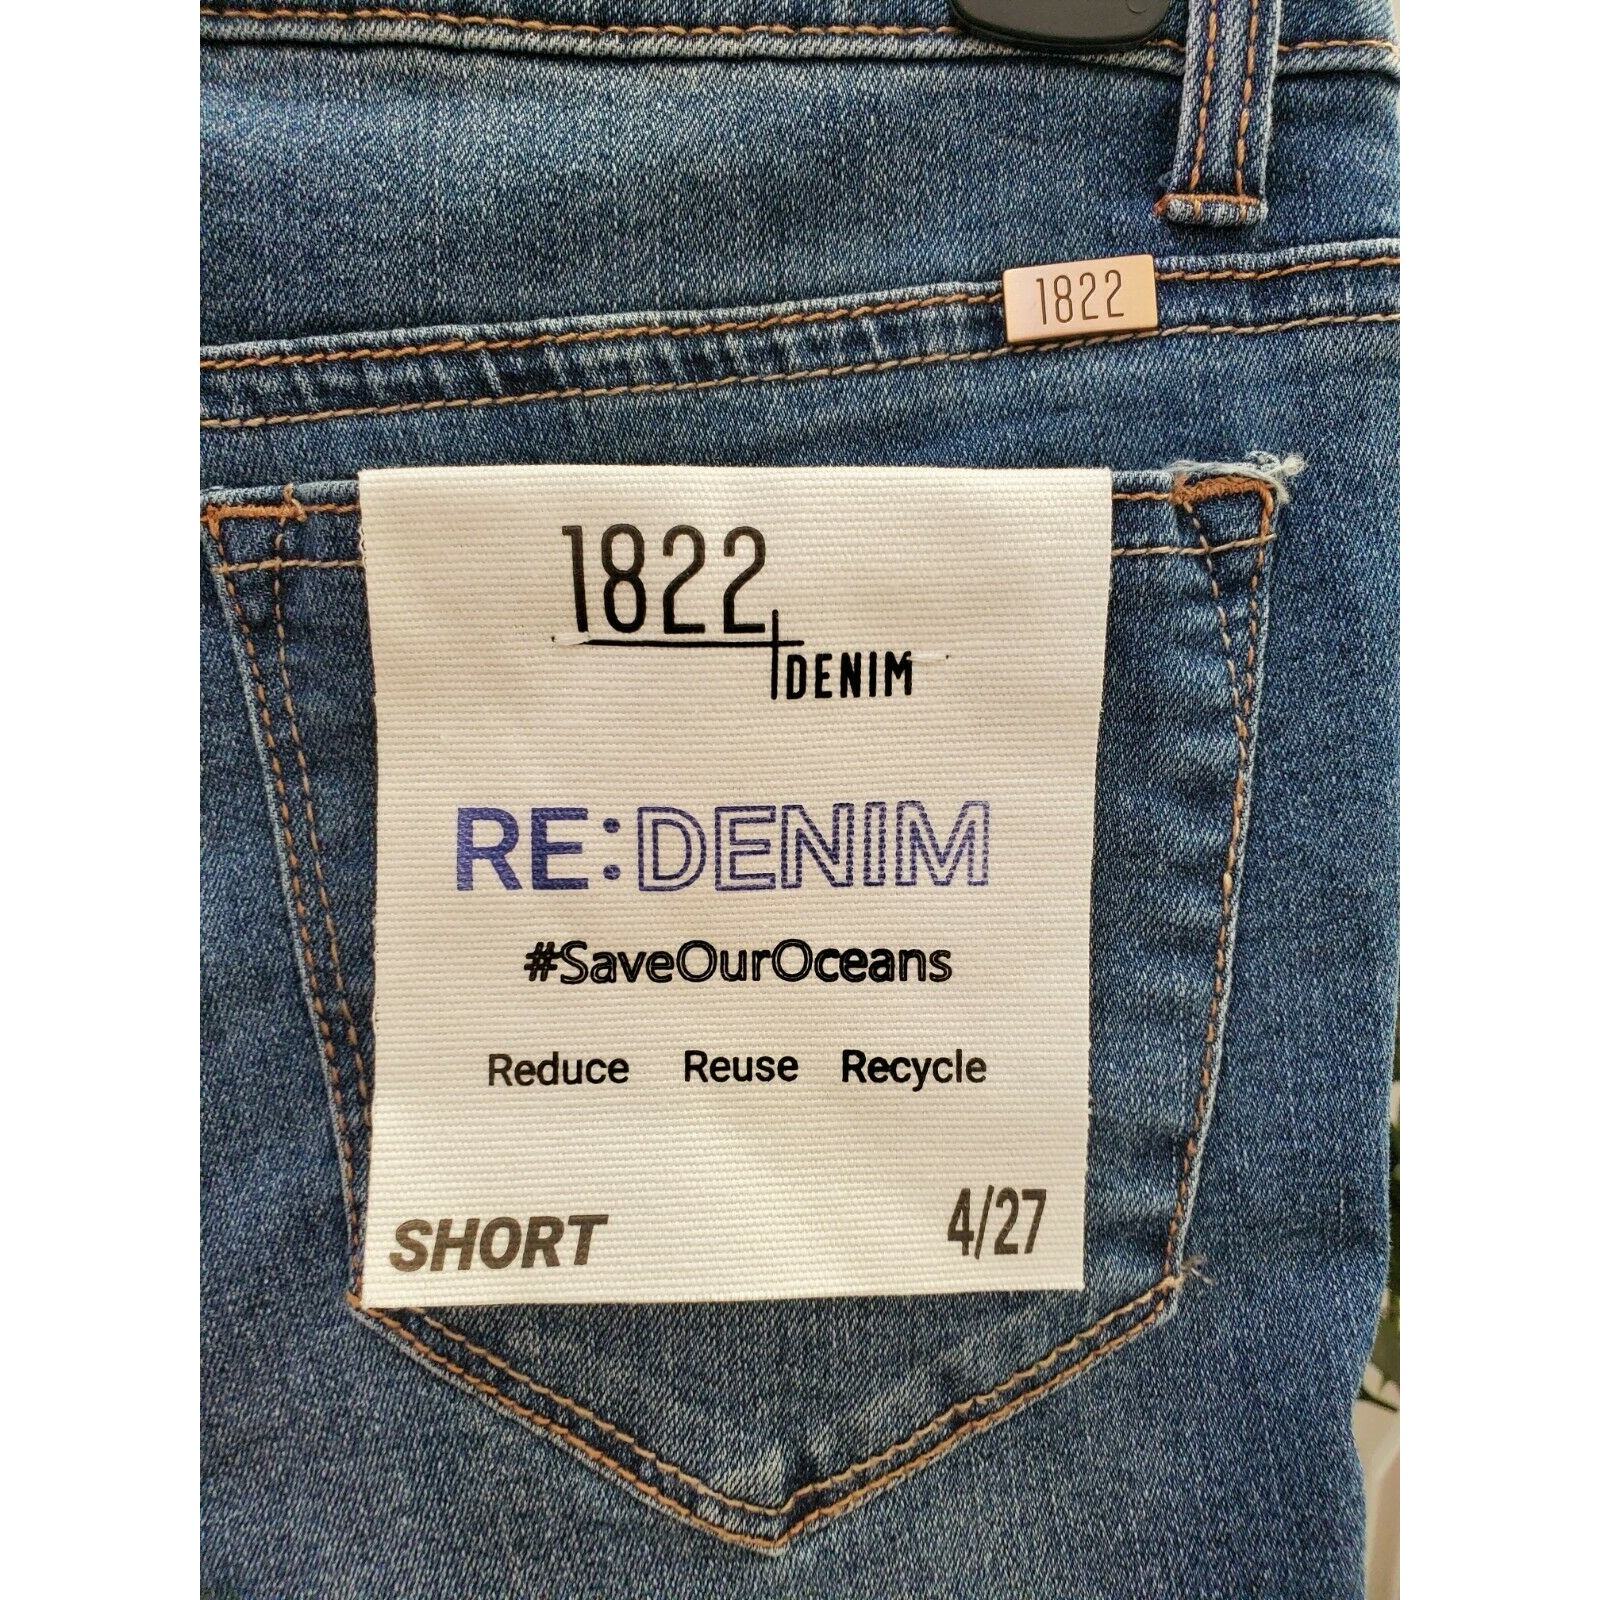 1822
1822
DENIM
RE:DENIM
#SaveOurOceans
Reduce Reuse Recycle
SHORT 4/27